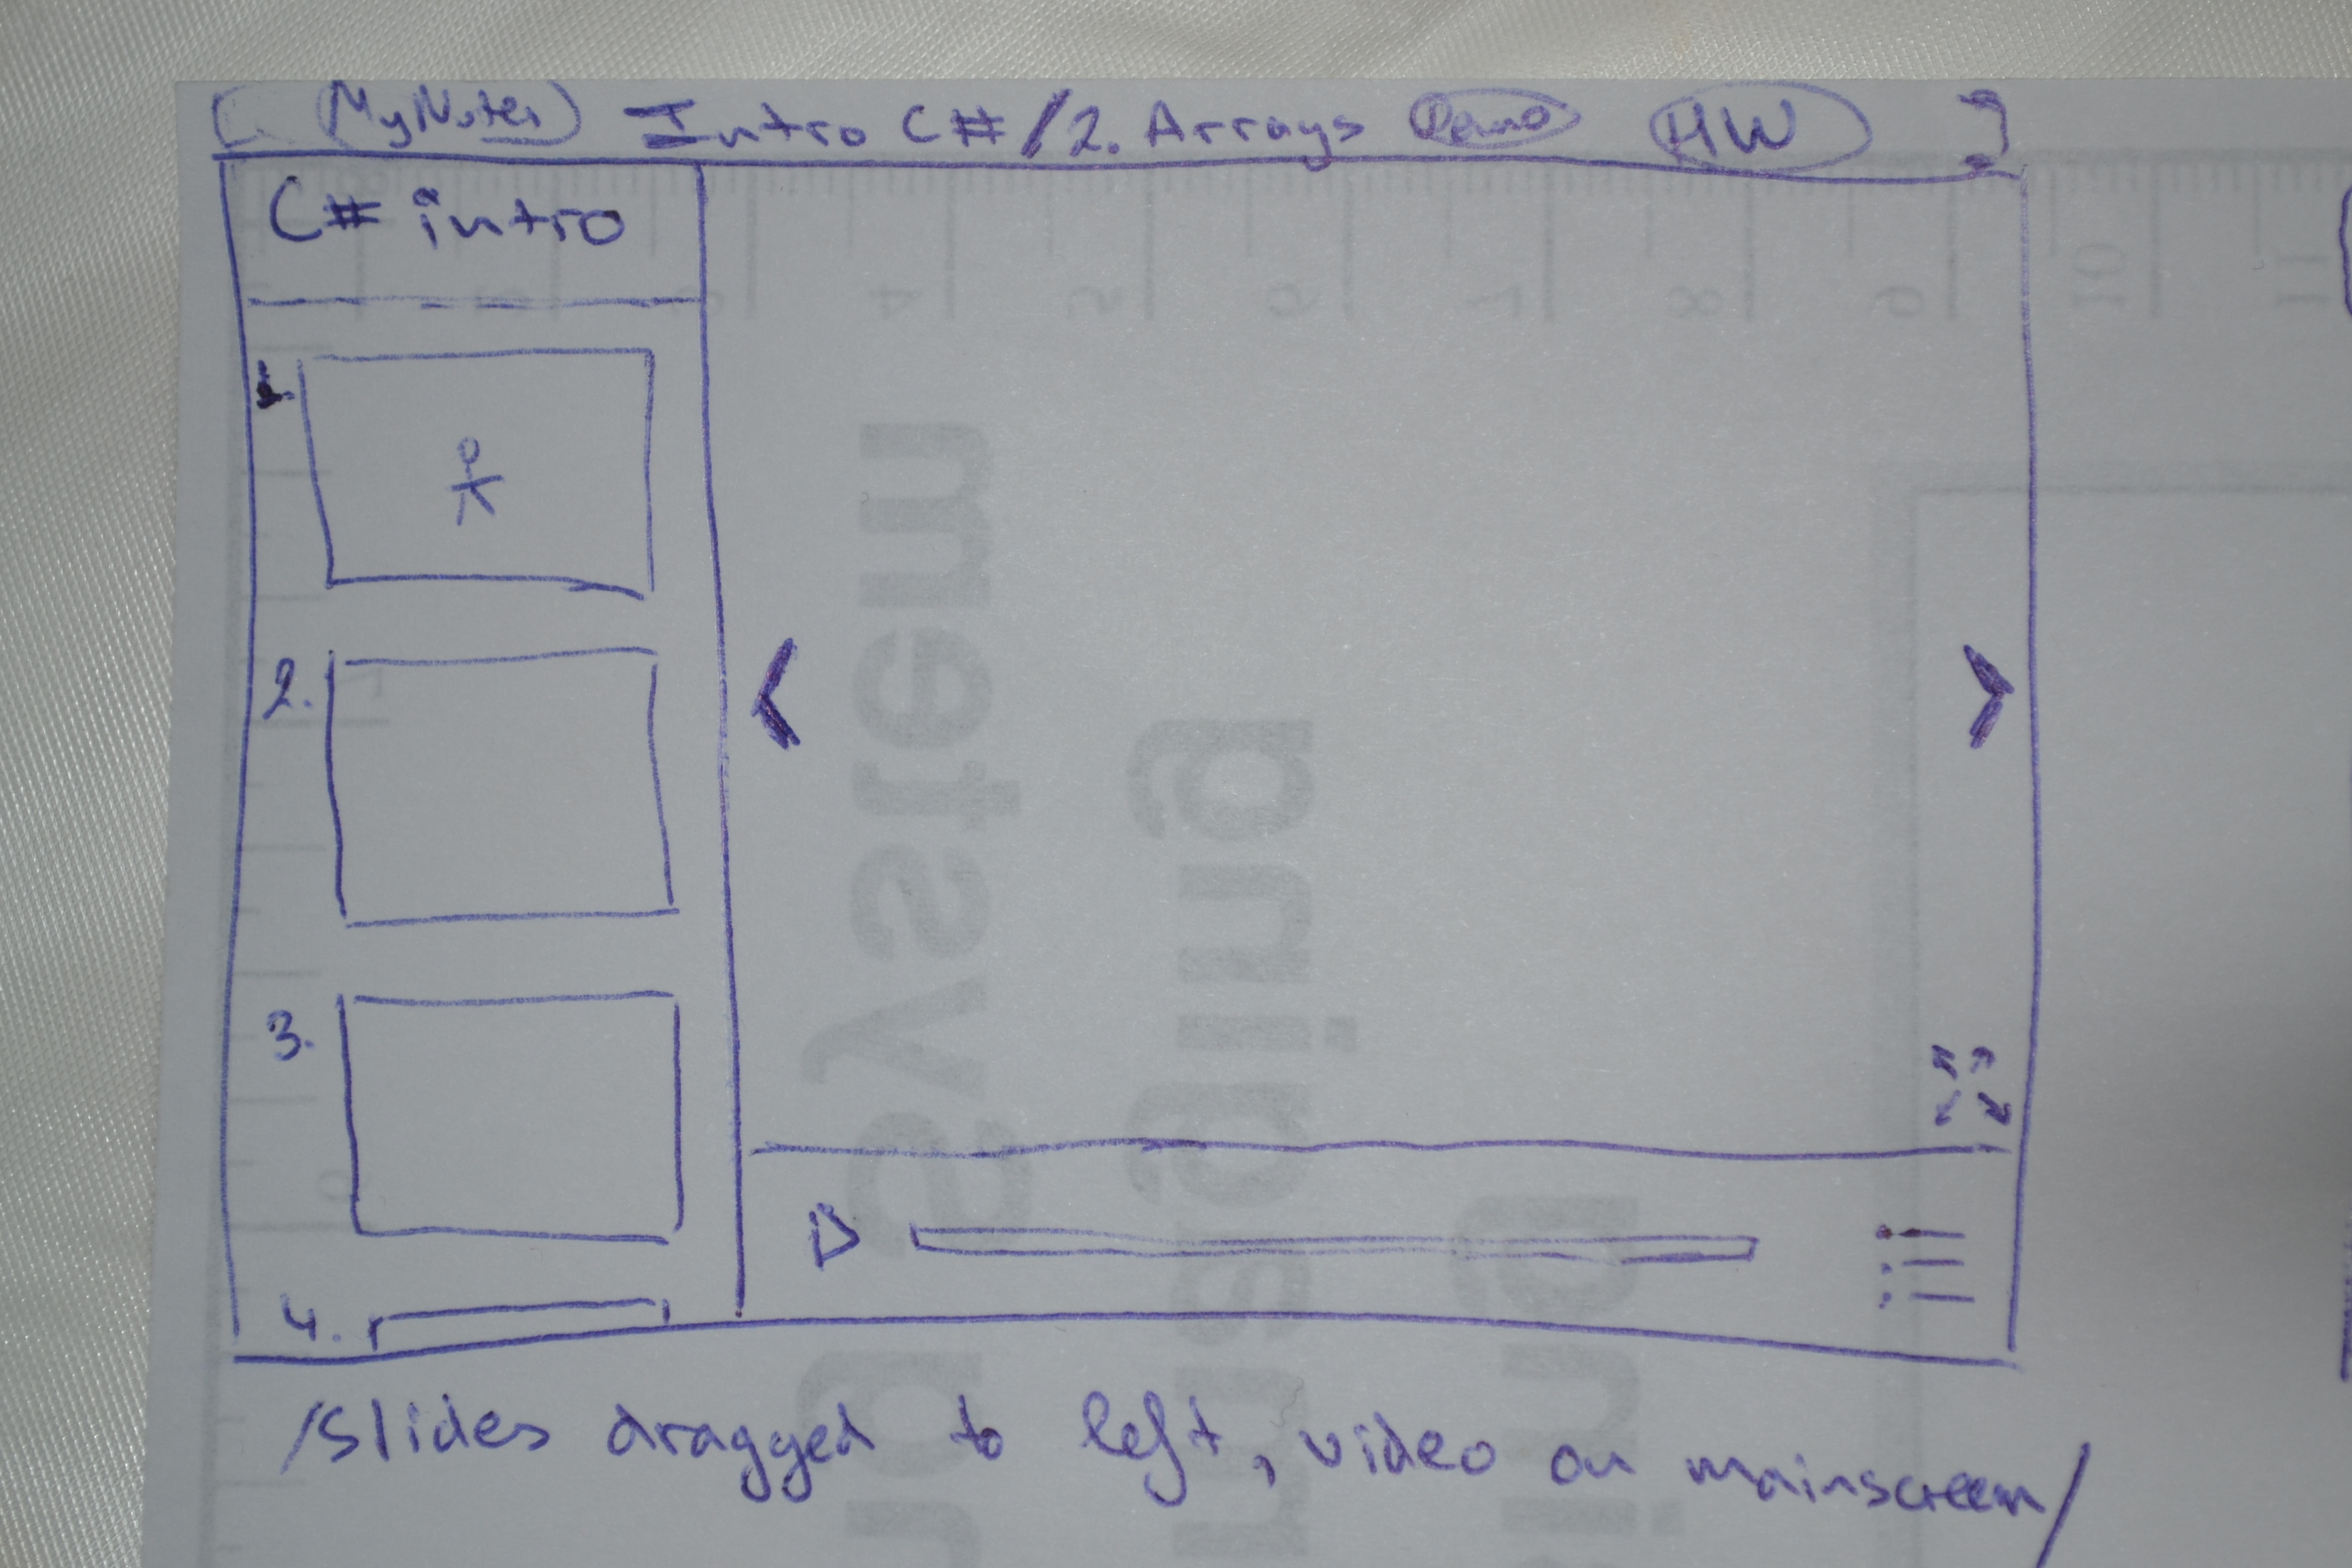 MyNotes Intro C# / 2. Arrays Demo HW
C# intro
1.
2.
3.
4.
/Slides dragged to left, video on mainscreen/